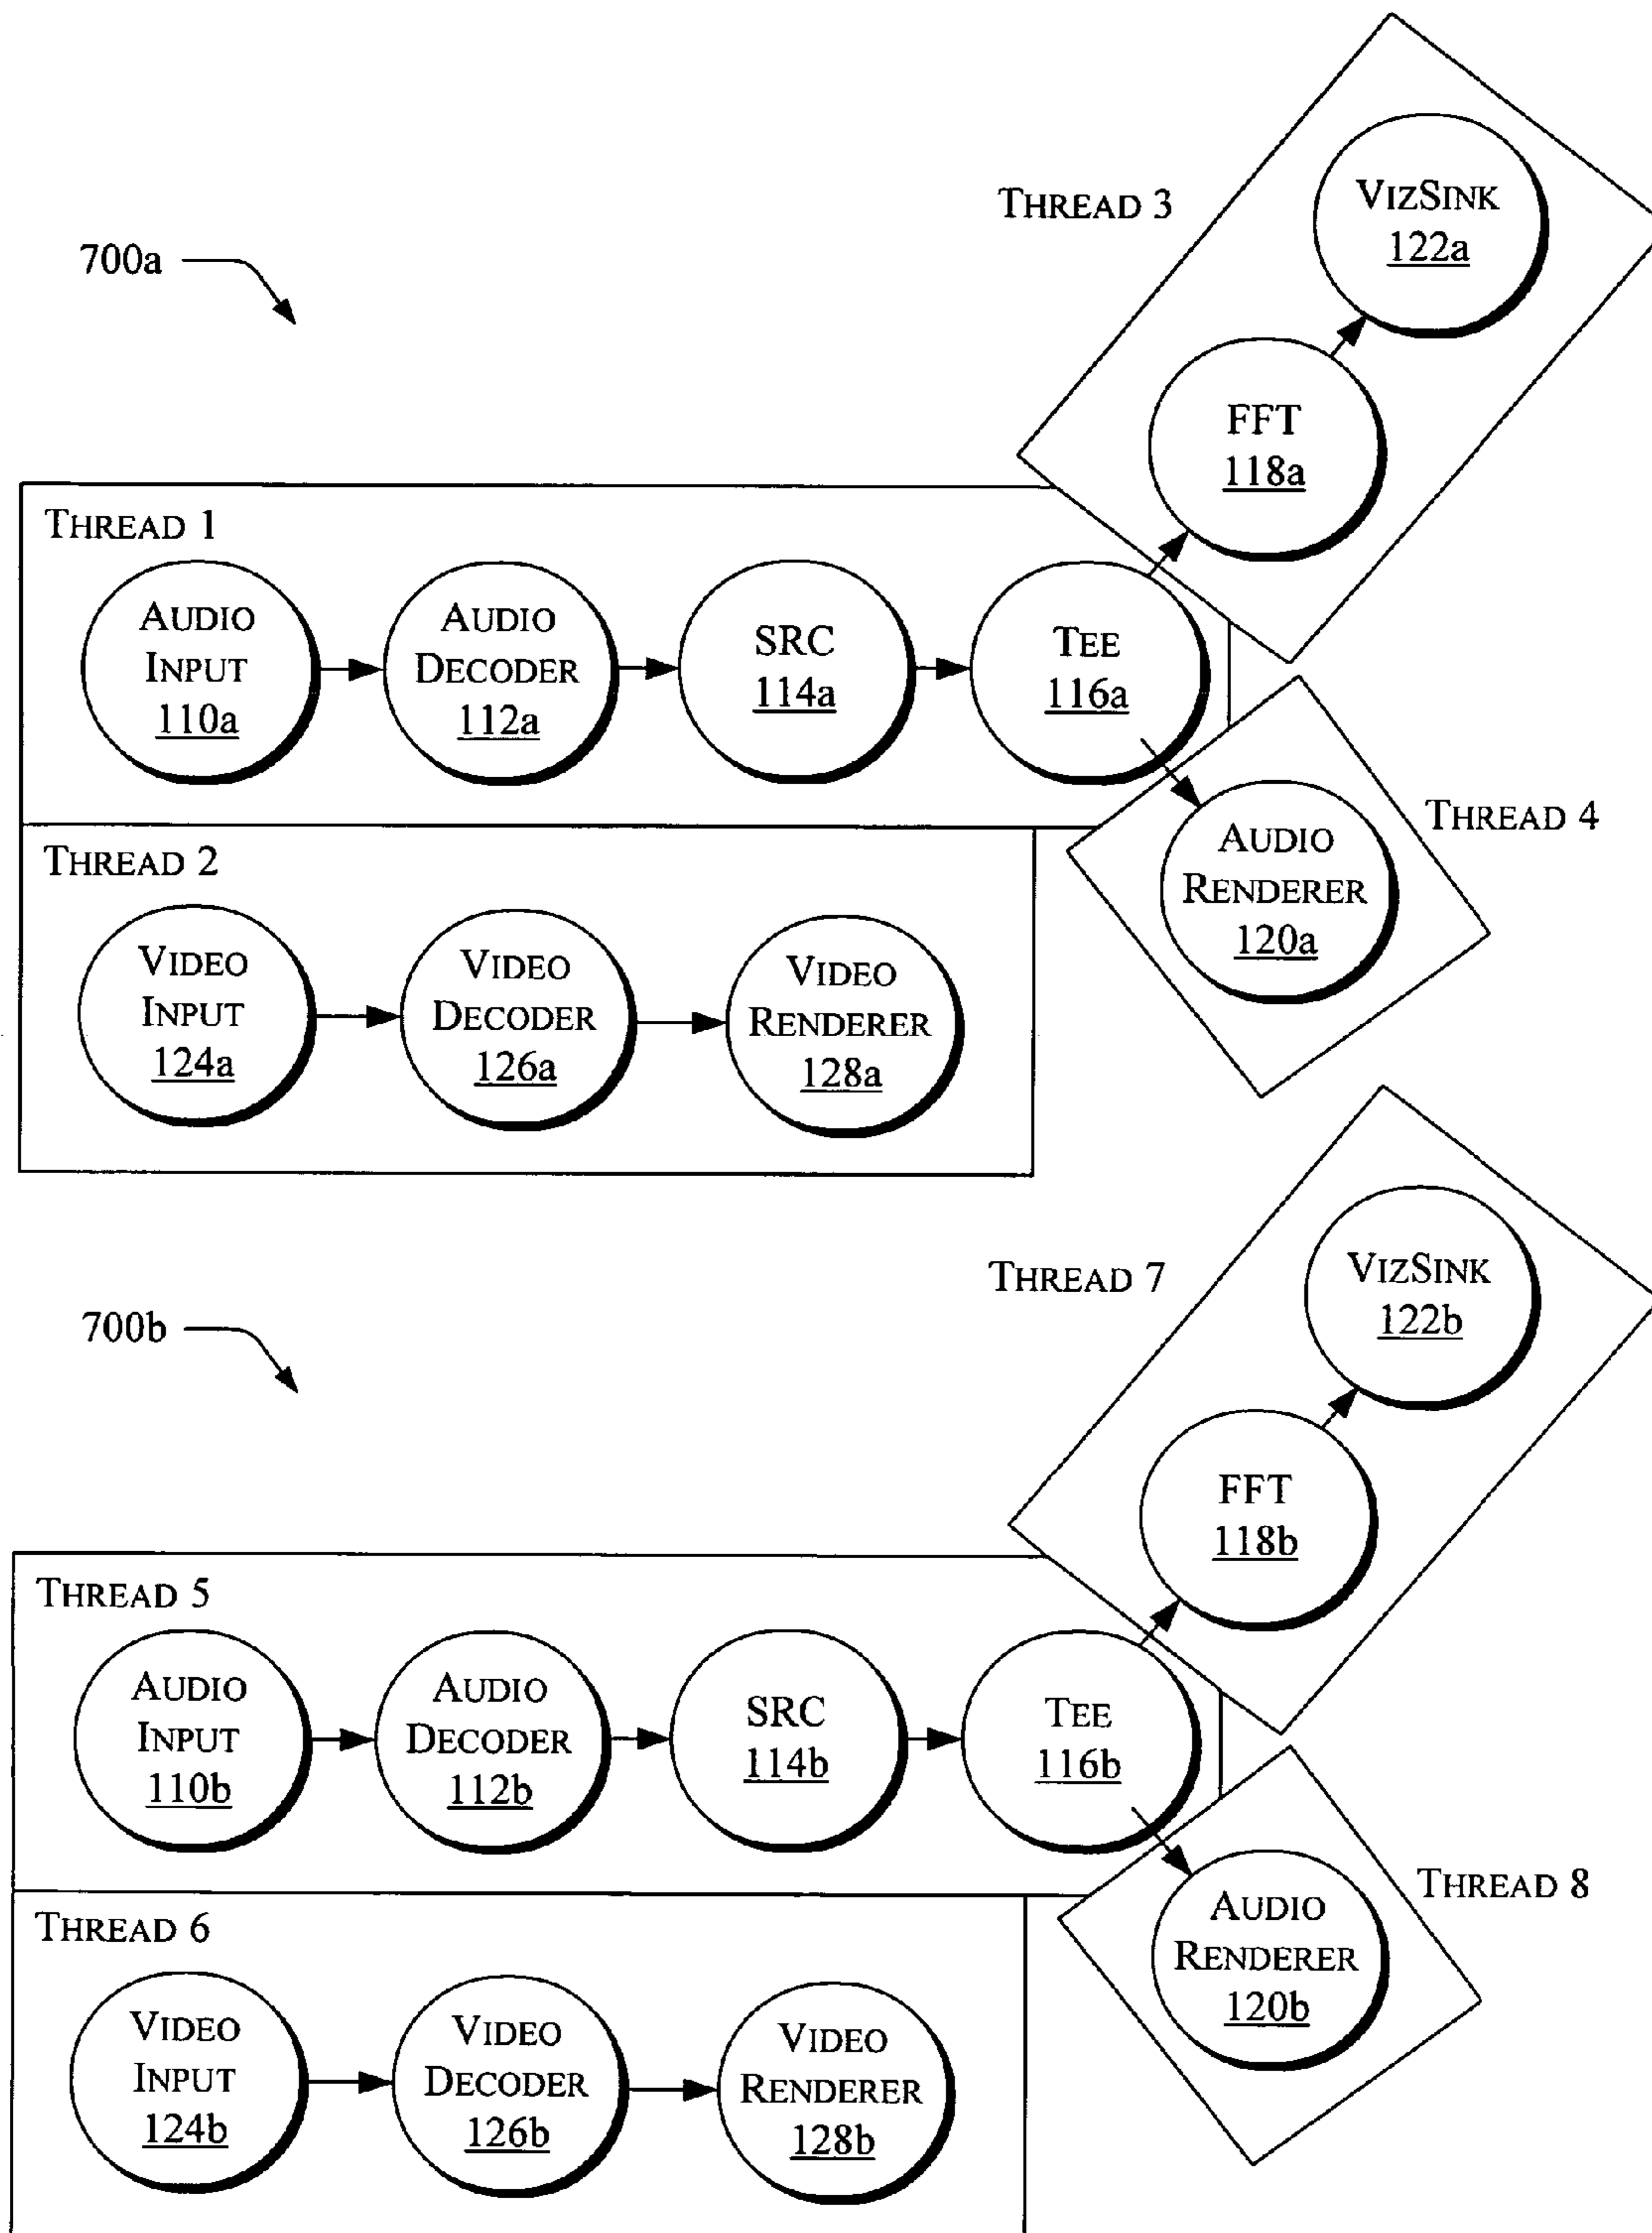 700a
THREAD 3
VIZSINK
122a
FFT
118a
THREAD 1
AUDIO
INPUT
110a
AUDIO
DECODER
112a
SRC
114a
TEE
116a
THREAD 4
AUDIO
RENDERER
120a
THREAD 2
VIDEO
INPUT
124a
VIDEO
DECODER
126a
VIDEO
RENDERER
128a
700b
THREAD 7
VIZSINK
122b
FFT
118b
THREAD 5
AUDIO
INPUT
110b
AUDIO
DECODER
112b
SRC
114b
TEE
116b
THREAD 8
AUDIO
RENDERER
120b
THREAD 6
VIDEO
INPUT
124b
VIDEO
DECODER
126b
VIDEO
RENDERER
128b